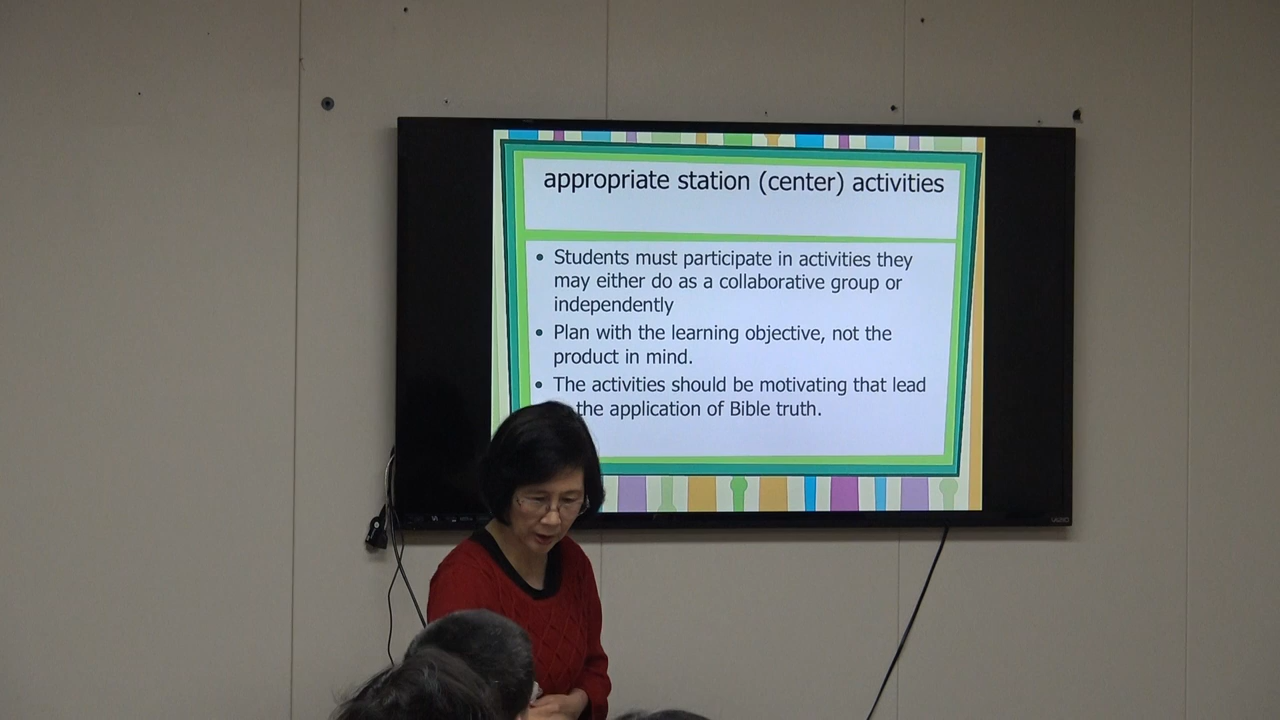 appropriate station (center) activities
• Students must participate in activities they
may either do as a collaborative group or
independently
• Plan with the learning objective, not the
product in mind.
• The activities should be motivating that lead
the application of Bible truth.
VIZIO